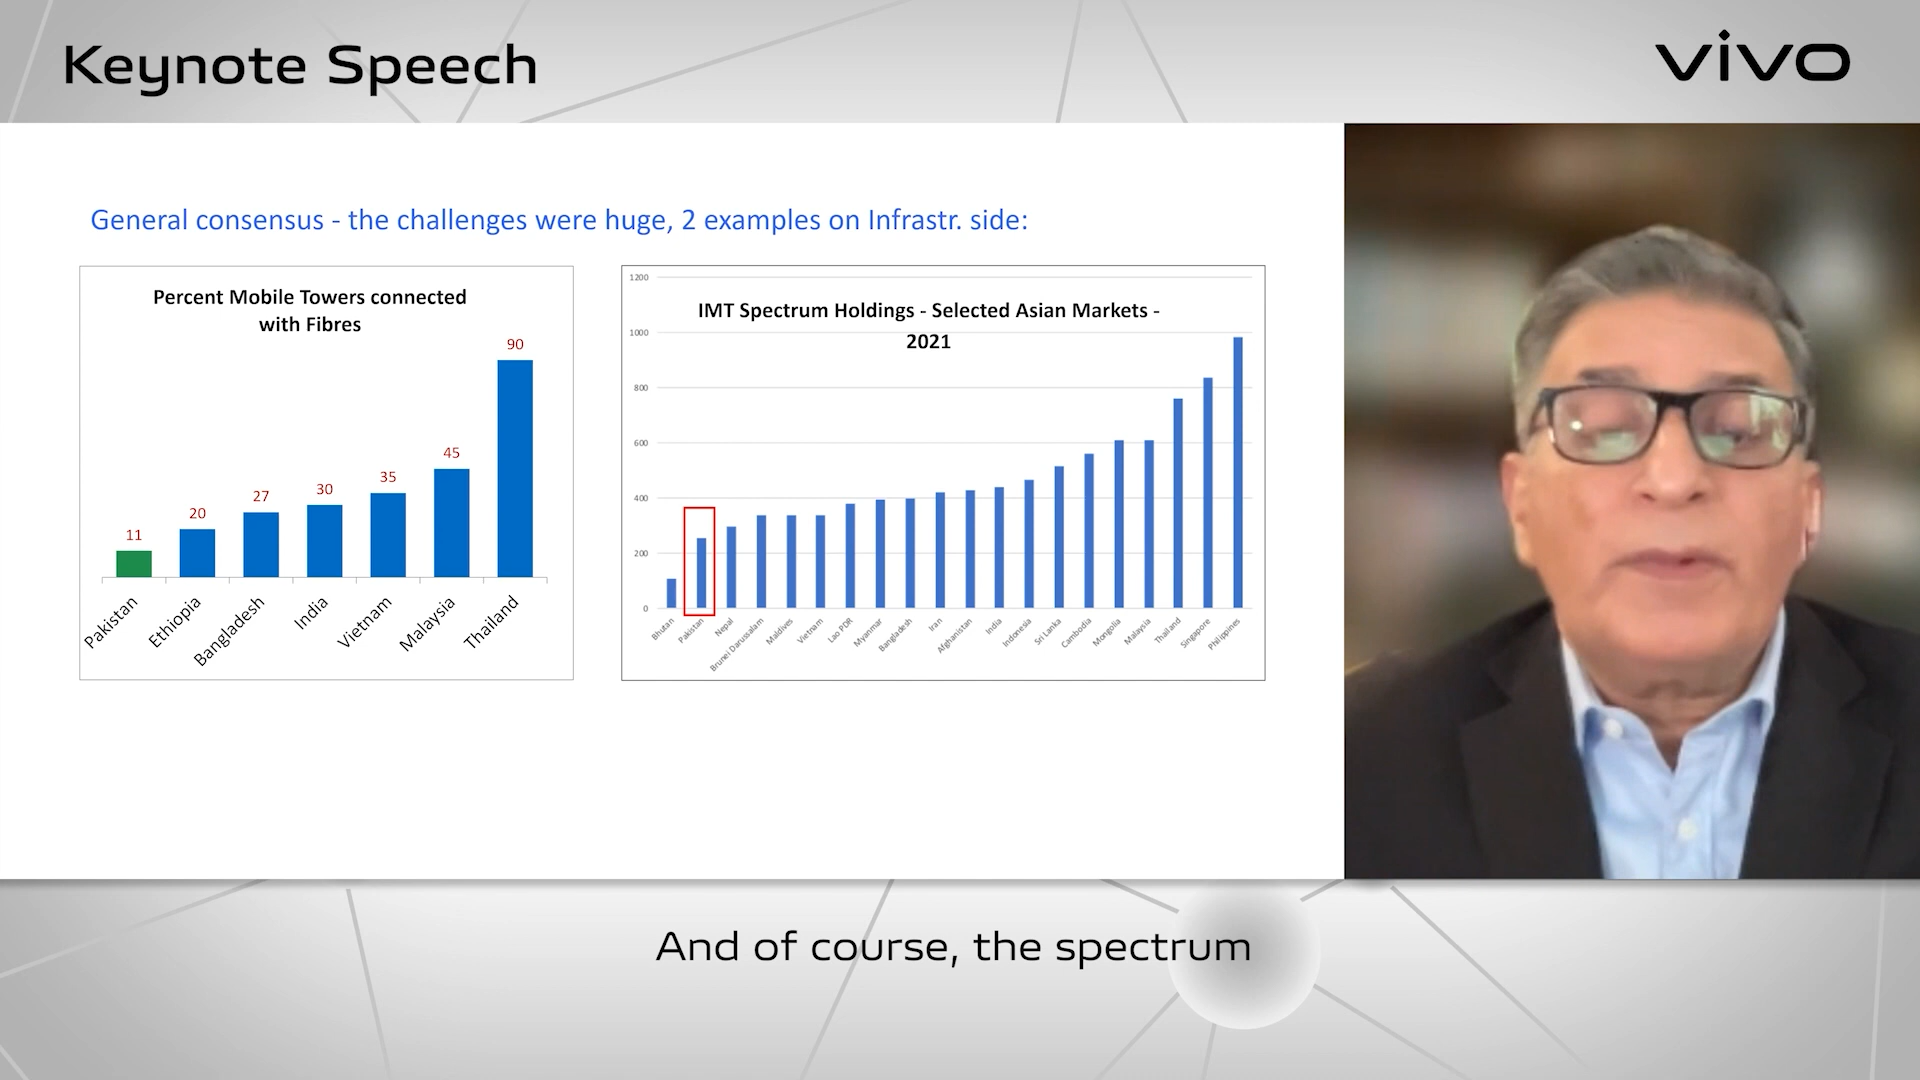 Keynote Speech
vivo
General consensus - the challenges were huge, 2 examples on Infrastr. side:
Percent Mobile Towers connected
with Fibres
90
45
35
30
27
20
11
Pakistan
Ethiopia
Bangladesh
India
Vietnam
Malaysia
Thailand
IMT Spectrum Holdings - Selected Asian Markets -
2021
1200
1000
800
600
400
200
0
Bhutan
Pakistan
Nepal
Brunei Darussalam
Maldives
Vietnam
Lao PDR
Myanmar
Bangladesh
Iran
Afghanistan
India
Indonesia
Sri Lanka
Cambodia
Mongolia
Malaysia
Thailand
Singapore
Philippines
And of course, the spectrum